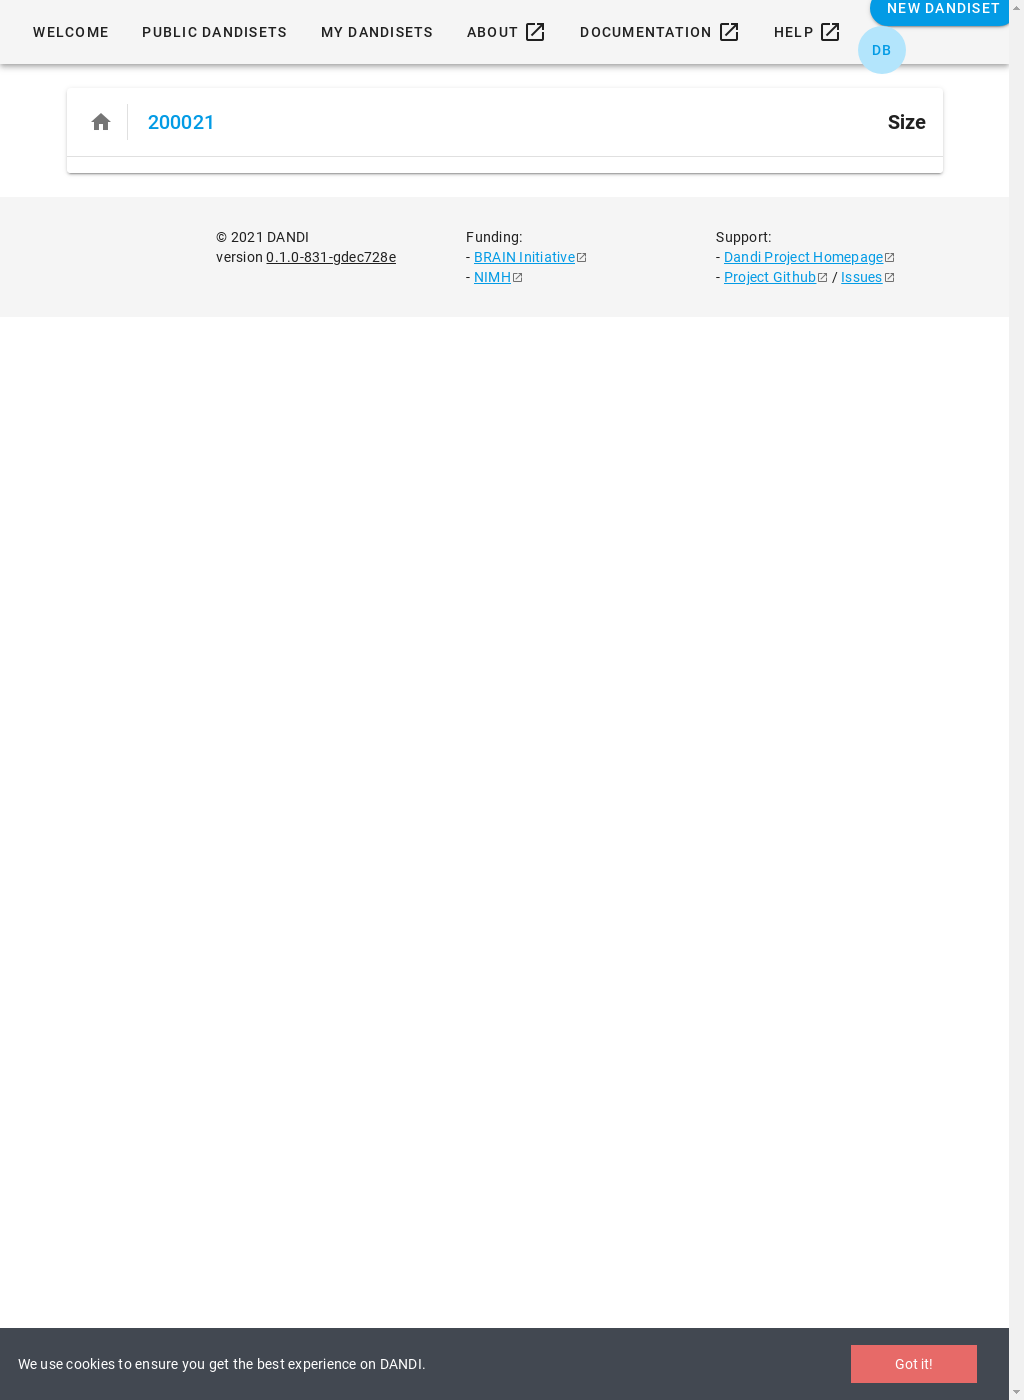 NEW DANDISET
WELCOME PUBLIC DANDISETS MY DANDISETS ABOUT DOCUMENTATION HELP
DB
200021 Size
© 2021 DANDI
version 0.1.0-831-gdec728e
Funding:
- BRAIN Initiative
- NIMH
Support:
- Dandi Project Homepage
- Project Github / Issues
We use cookies to ensure you get the best experience on DANDI. Got it!